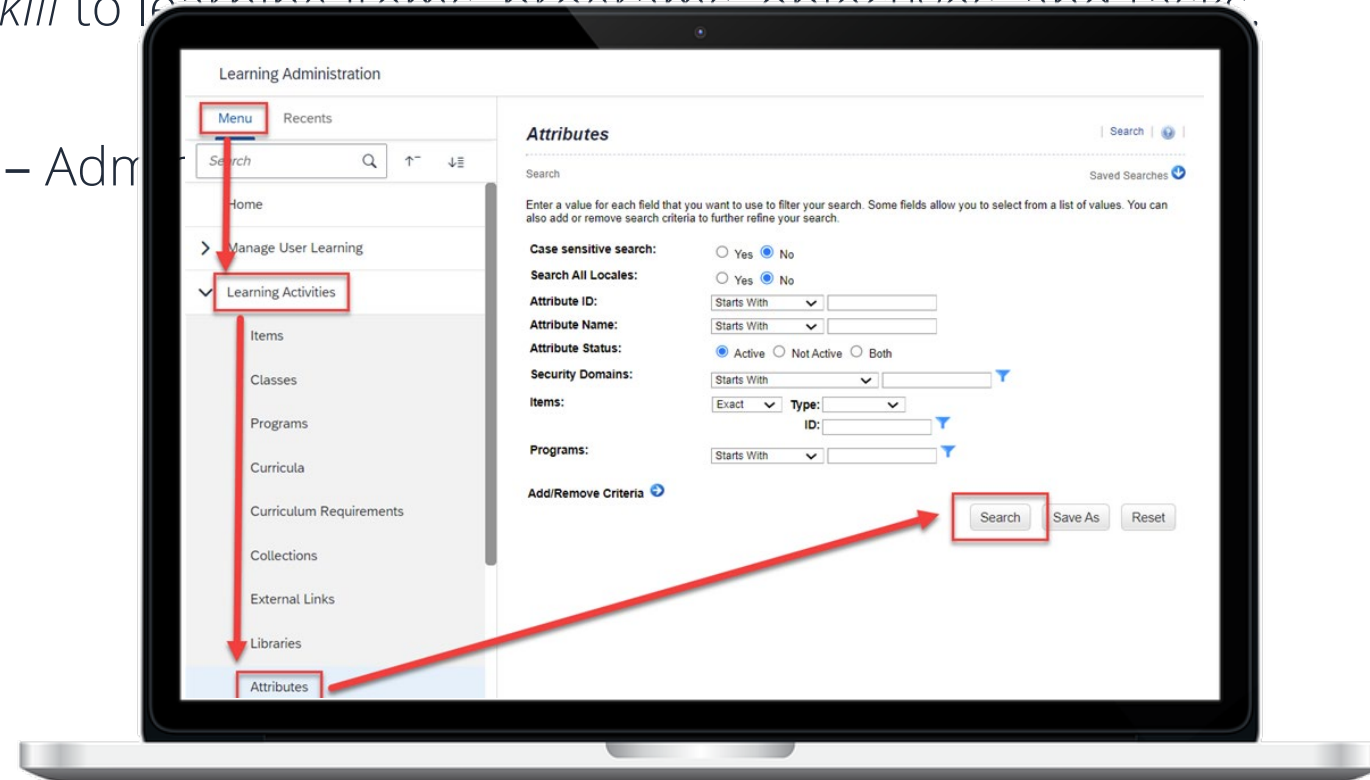 kill to
– Adm
Learning Administration
Menu Recents
Search
Home
Manage User Learning
Learning Activities
Items
Classes
Programs
Curricula
Curriculum Requirements
Collections
External Links
Libraries
Attributes
Attributes
| Search | |
Search
Saved Searches
Enter a value for each field that you want to use to filter your search. Some fields allow you to select from a list of values. You can
also add or remove search criteria to further refine your search.
Case sensitive search: Yes No
Search All Locales: Yes No
Attribute ID: Starts With
Attribute Name: Starts With
Attribute Status: Active Not Active Both
Security Domains: Starts With
Items: Exact Type:
ID:
Programs: Starts With
Add/Remove Criteria
Search Save As Reset